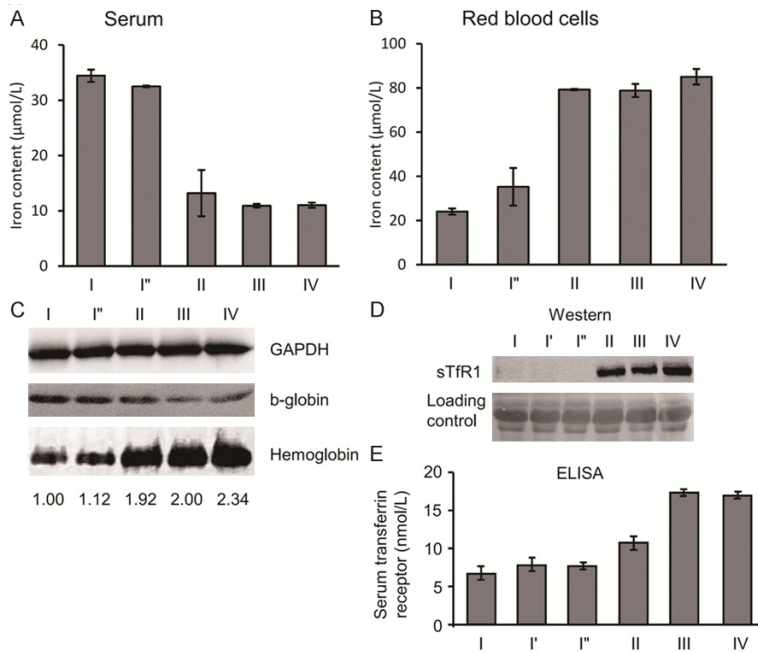 A
Serum
Iron content (µmol/L)
40
30
20
10
0
I I" II III IV
B
Red blood cells
Iron content (µmol/L)
100
80
60
40
20
0
I I" II III IV
C
I I" II III IV
GAPDH
b-globin
Hemoglobin
1.00 1.12 1.92 2.00 2.34
D
Western
I I' I" II III IV
sTfR1
Loading
control
E
ELISA
Serum transferrin
receptor (nmol/L)
20
15
10
5
0
I I' I" II III IV